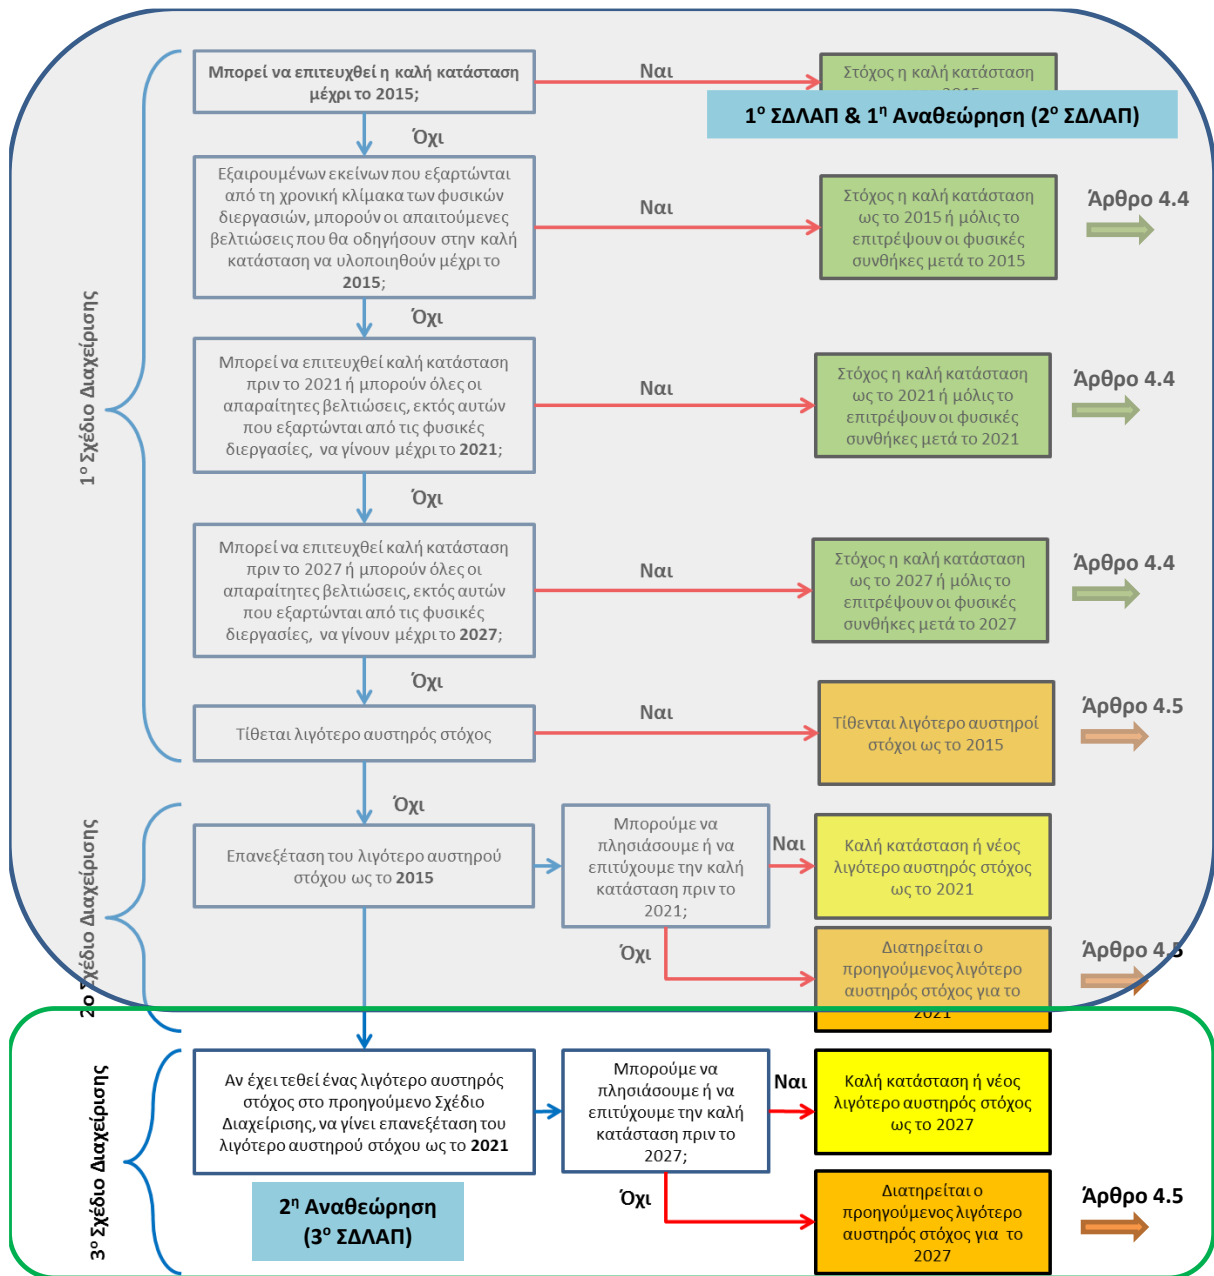 Μπορεί να επιτευχθεί η καλή κατάσταση
μέχρι το 2015;
Ναι
Στόχος η καλή κατάσταση
1ο ΣΔΛΑΠ & 1η Αναθεώρηση (2ο ΣΔΛΑΠ)
Όχι
Εξαιρουμένων εκείνων που εξαρτώνται
από τη χρονική κλίμακα των φυσικών
διεργασιών, μπορούν οι απαιτούμενες
βελτιώσεις που θα οδηγήσουν στην καλή
κατάσταση να υλοποιηθούν μέχρι το
2015;
Ναι
Στόχος η καλή κατάσταση
ως το 2015 ή μόλις το
επιτρέψουν οι φυσικές
συνθήκες μετά το 2015
Άρθρο 4.4
Όχι
1ο Σχέδιο Διαχείρισης
Μπορεί να επιτευχθεί καλή κατάσταση
πριν το 2021 ή μπορούν όλες οι
απαραίτητες βελτιώσεις, εκτός αυτών
που εξαρτώνται από τις φυσικές
διεργασίες, να γίνουν μέχρι το 2021;
Ναι
Στόχος η καλή κατάσταση
ως το 2021 ή μόλις το
επιτρέψουν οι φυσικές
συνθήκες μετά το 2021
Άρθρο 4.4
Όχι
Μπορεί να επιτευχθεί καλή κατάσταση
πριν το 2027 ή μπορούν όλες οι
απαραίτητες βελτιώσεις, εκτός αυτών
που εξαρτώνται από τις φυσικές
διεργασίες, να γίνουν μέχρι το 2027;
Ναι
Στόχος η καλή κατάσταση
ως το 2027 ή μόλις το
επιτρέψουν οι φυσικές
συνθήκες μετά το 2027
Άρθρο 4.4
Όχι
Τίθεται λιγότερο αυστηρός στόχος
Ναι
Τίθενται λιγότερο αυστηροί
στόχοι ως το 2015
Άρθρο 4.5
Όχι
2ο Σχέδιο Διαχείρισης
Επανεξέταση του λιγότερο αυστηρού
στόχου ως το 2015
Μπορούμε να
πλησιάσουμε ή να
επιτύχουμε την καλή
κατάσταση πριν το
2021;
Ναι
Καλή κατάσταση ή νέος
λιγότερο αυστηρός στόχος
ως το 2021
Όχι
Διατηρείται ο
προηγούμενος λιγότερο
αυστηρός στόχος για το
2021
Άρθρο 4.5
3ο Σχέδιο Διαχείρισης
Αν έχει τεθεί ένας λιγότερο αυστηρός
στόχος στο προηγούμενο Σχέδιο
Διαχείρισης, να γίνει επανεξέταση του
λιγότερο αυστηρού στόχου ως το 2021
Μπορούμε να
πλησιάσουμε ή να
επιτύχουμε την καλή
κατάσταση πριν το
2027;
Ναι
Καλή κατάσταση ή νέος
λιγότερο αυστηρός στόχος
ως το 2027
Όχι
Διατηρείται ο
προηγούμενος λιγότερο
αυστηρός στόχος για το
2027
Άρθρο 4.5
2η Αναθεώρηση
(3ο ΣΔΛΑΠ)